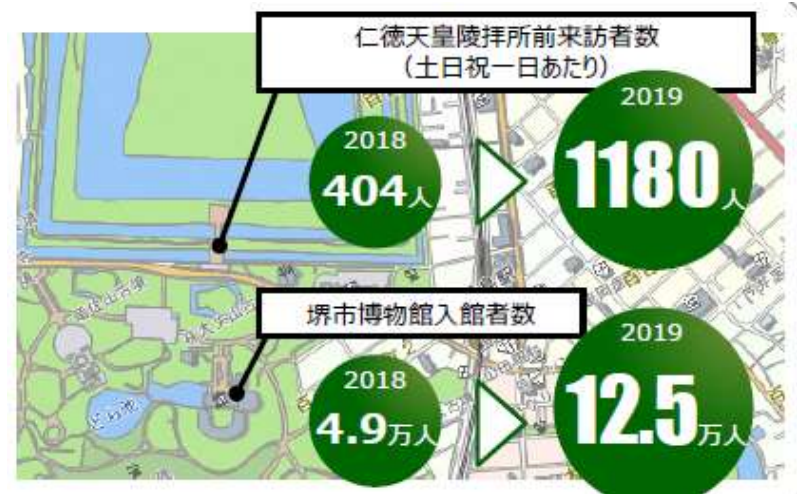 仁徳天皇陵拝所前来訪者数
（土日祝一日あたり）
2018
404人
2019
1180人
堺市博物館入館者数
2018
4.9万人
2019
12.5万人